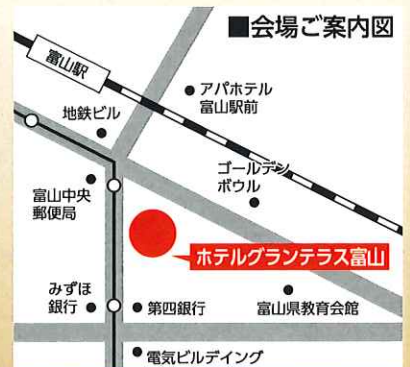 ■会場ご案内図
富山駅
アパホテル
富山駅前
地鉄ビル
ゴールデン
ボウル
富山中央
郵便局
ホテルグランテラス富山
みずほ
銀行
第四銀行
富山県教育会館
電気ビルデイング